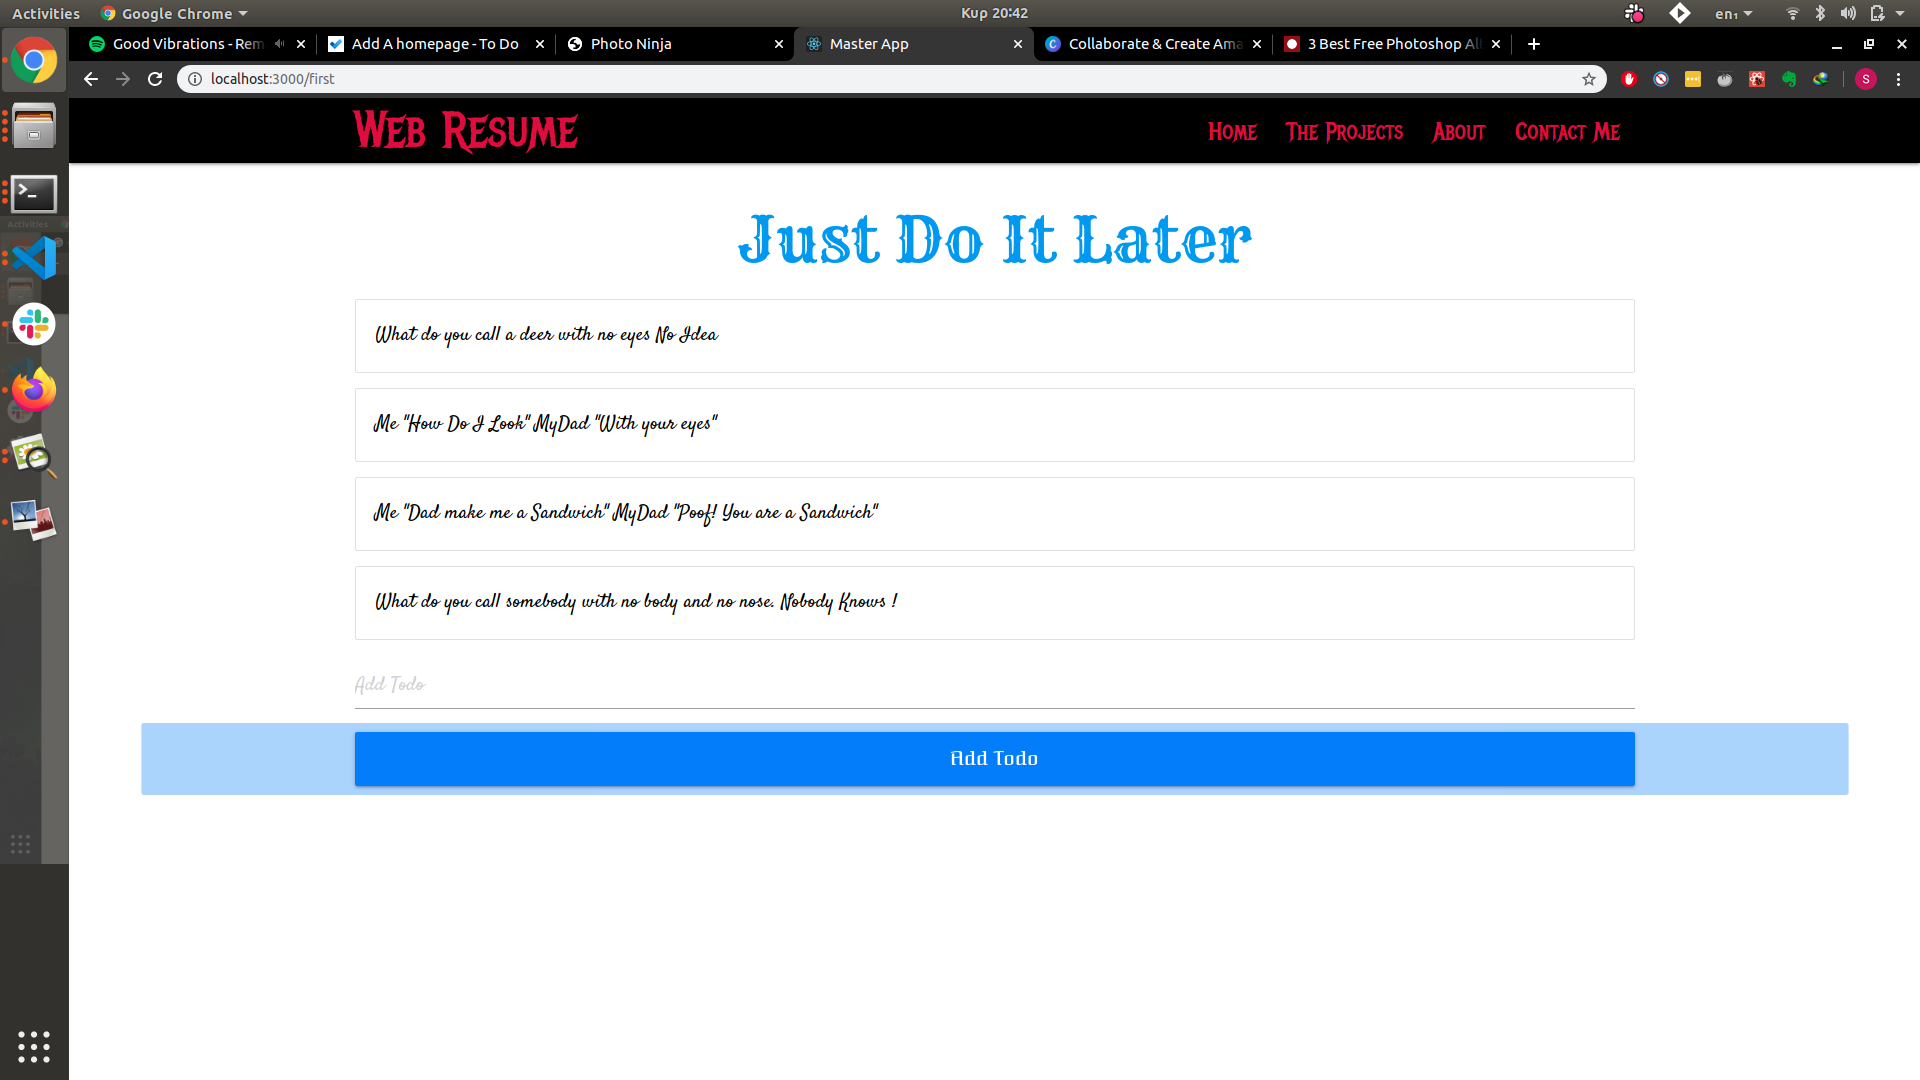 Activities Google Chrome Кир 20:42 en₁
Good Vibrations - Rem Add A homepage - To Do Photo Ninja Master App Collaborate & Create Ama 3 Best Free Photoshop Alt
localhost:3000/first S
Web Resume Home The Projects About Contact Me
Just Do It Later
What do you call a deer with no eyes No Idea
Me "How Do I Look" MyDad "With your eyes"
Me "Dad make me a Sandwich" MyDad "Poof! You are a Sandwich"
What do you call somebody with no body and no nose. Nobody Knows !
Add Todo
Add Todo